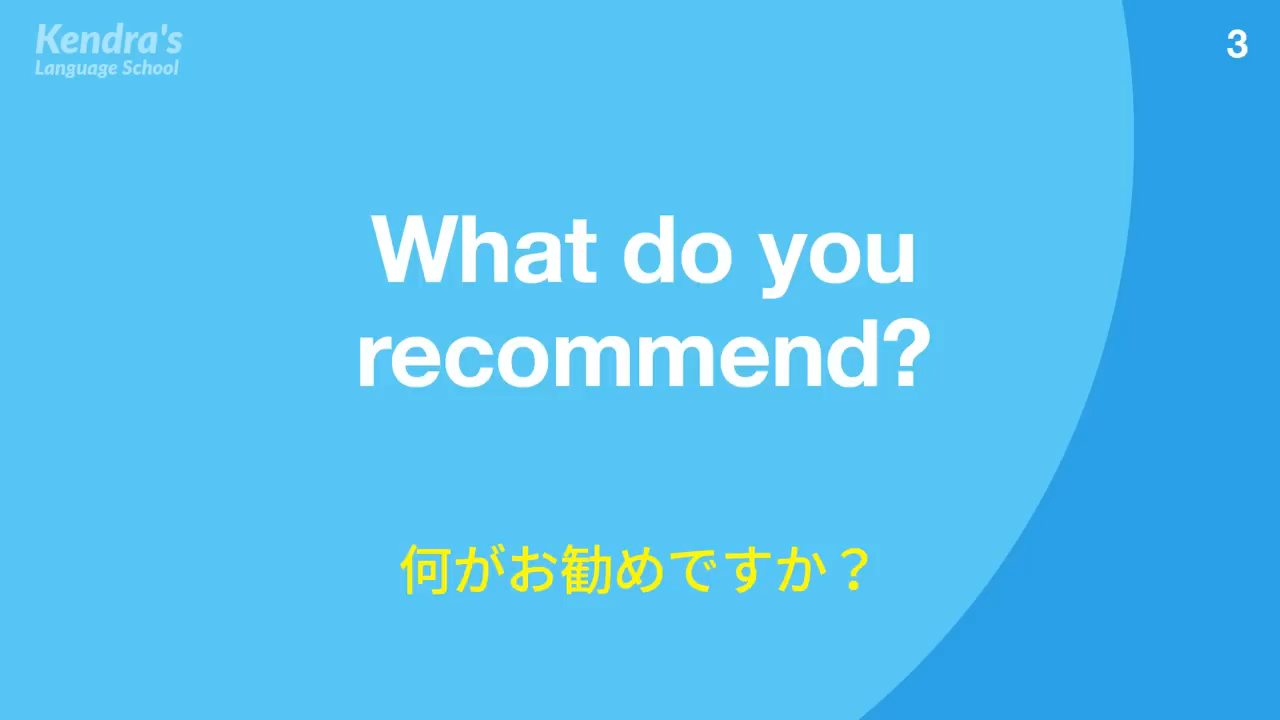 Kendra's
Language School
3
What do you
recommend?
何がお勧めですか？